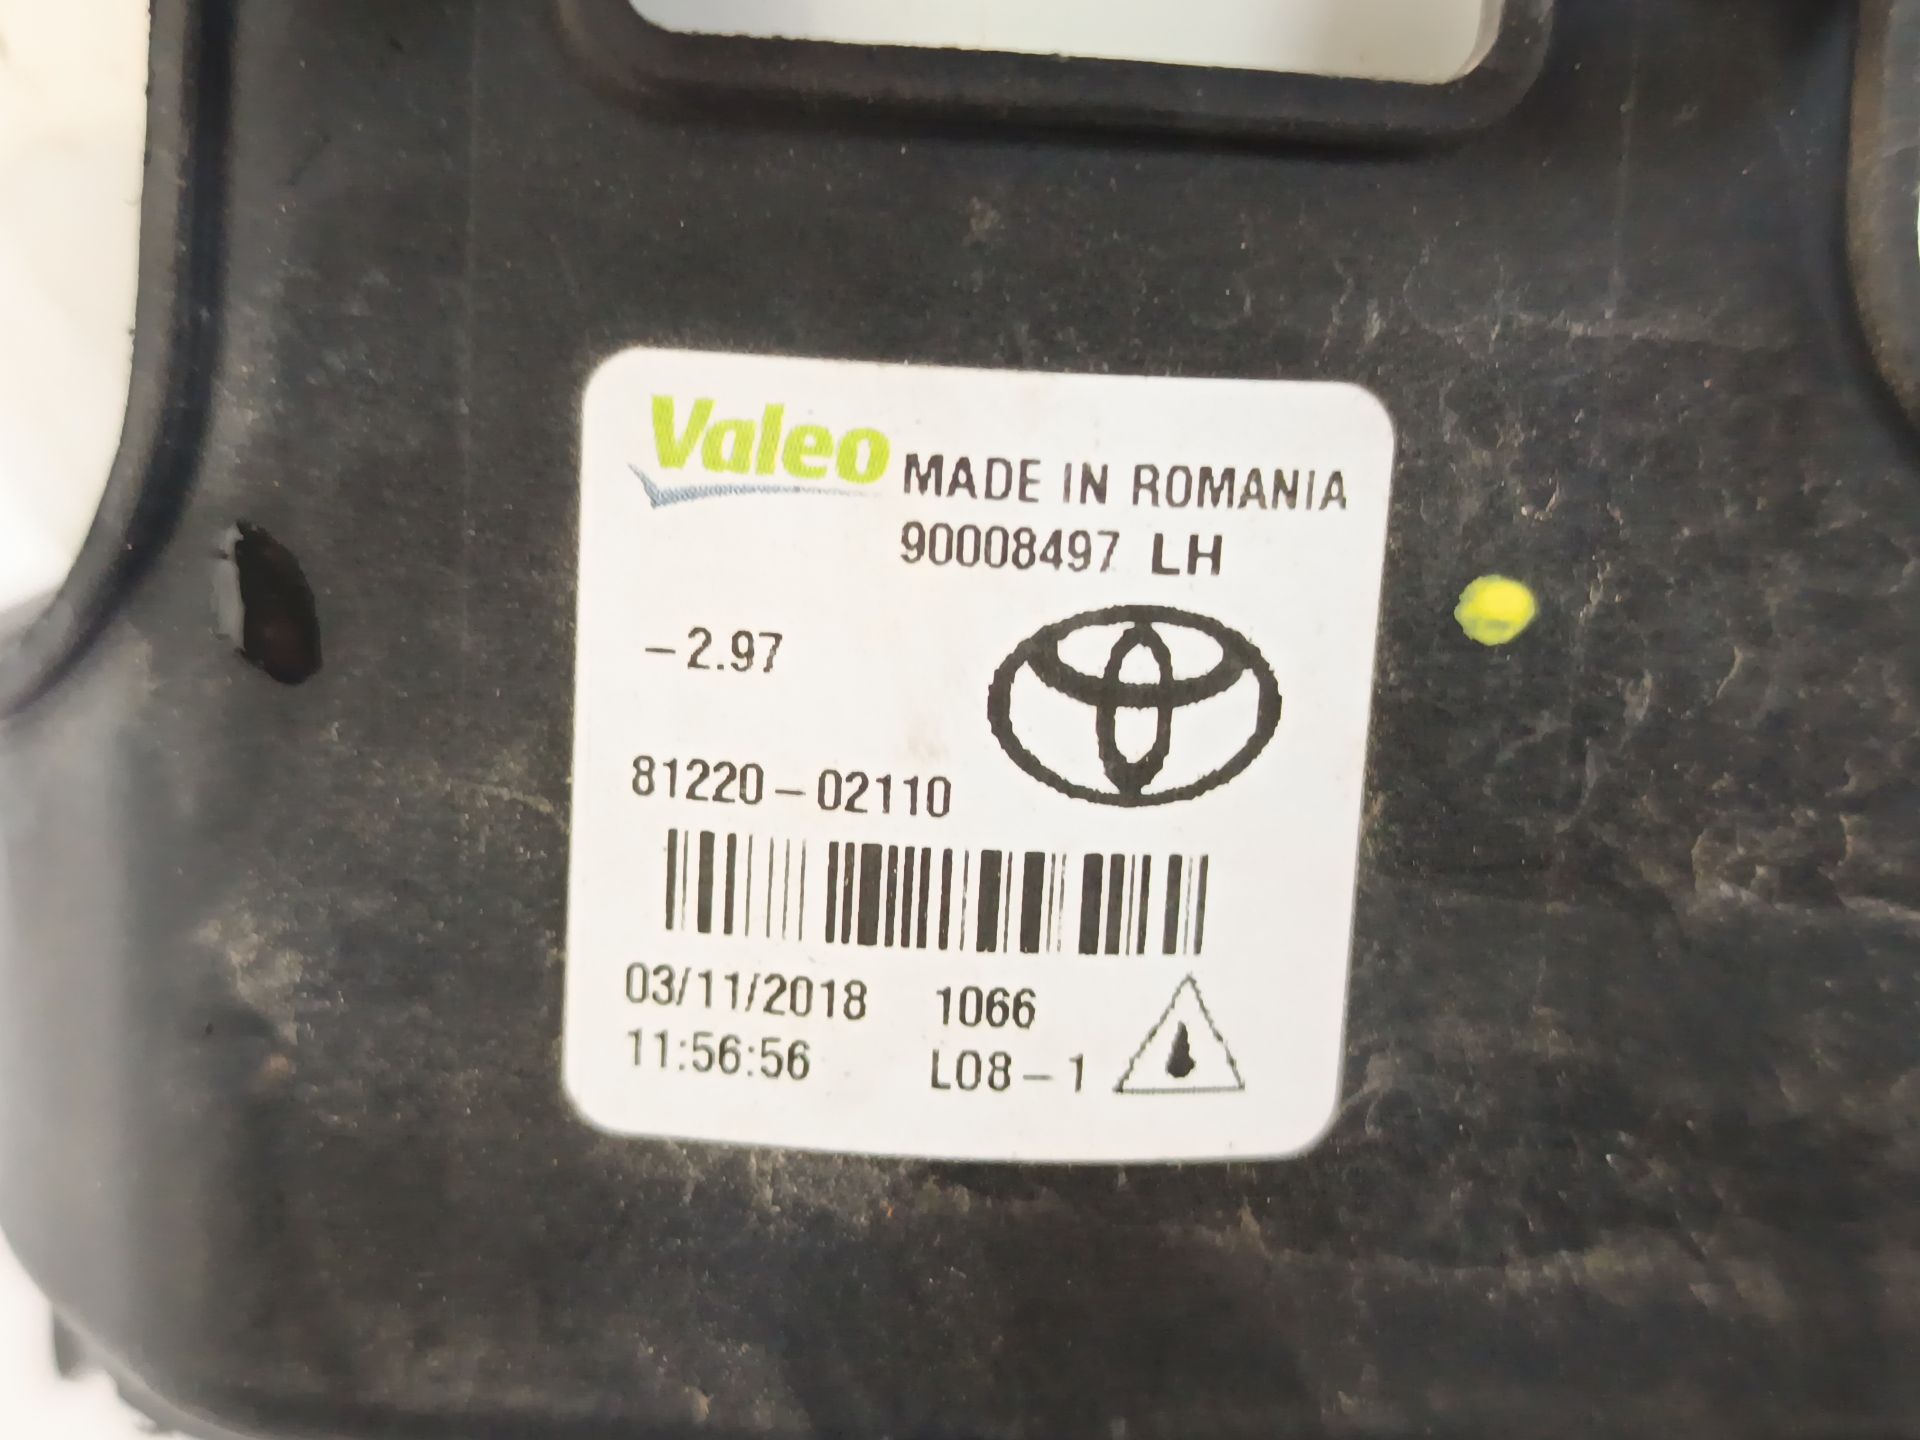 Valeo MADE IN ROMANIA
90008497 LH
-2.97
81220-02110
03/11/2018 1066
11:56:56 L08-1